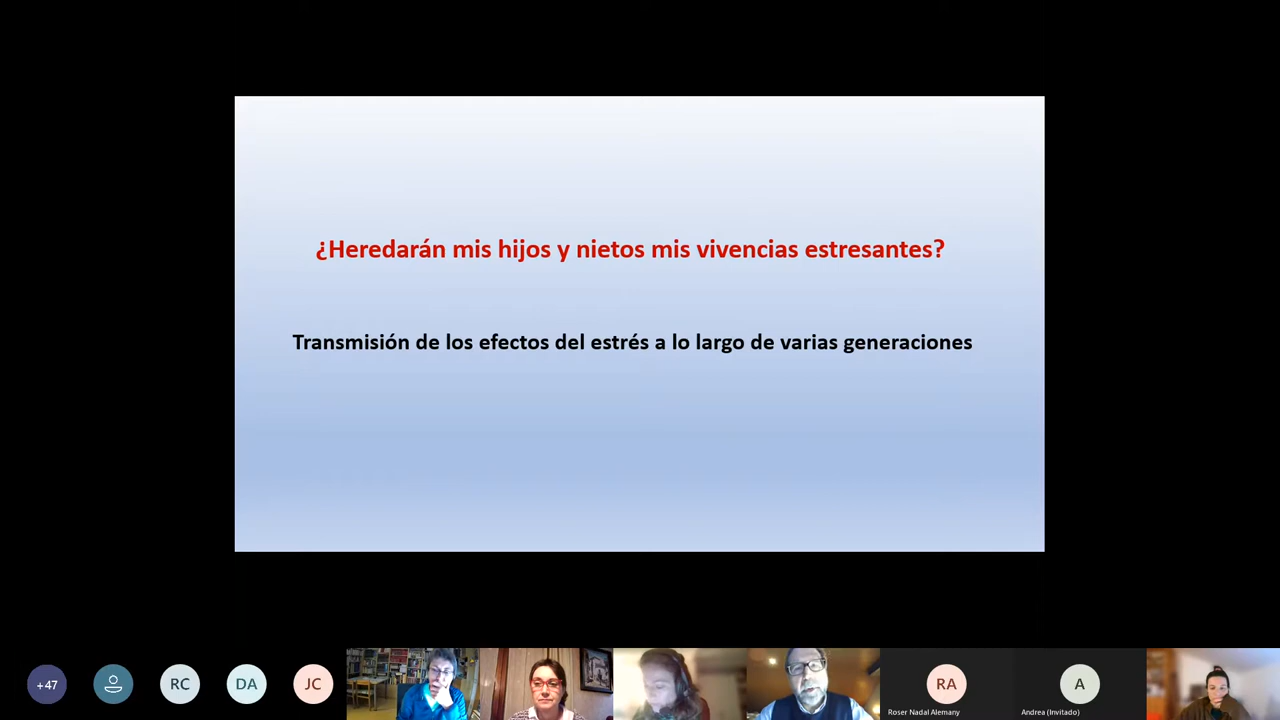 ¿Heredarán mis hijos y nietos mis vivencias estresantes?
Transmisión de los efectos del estrés a lo largo de varias generaciones
+47
RC
DA
JC
RA
Roser Nadal Alemany
A
Andrea (Invitado)